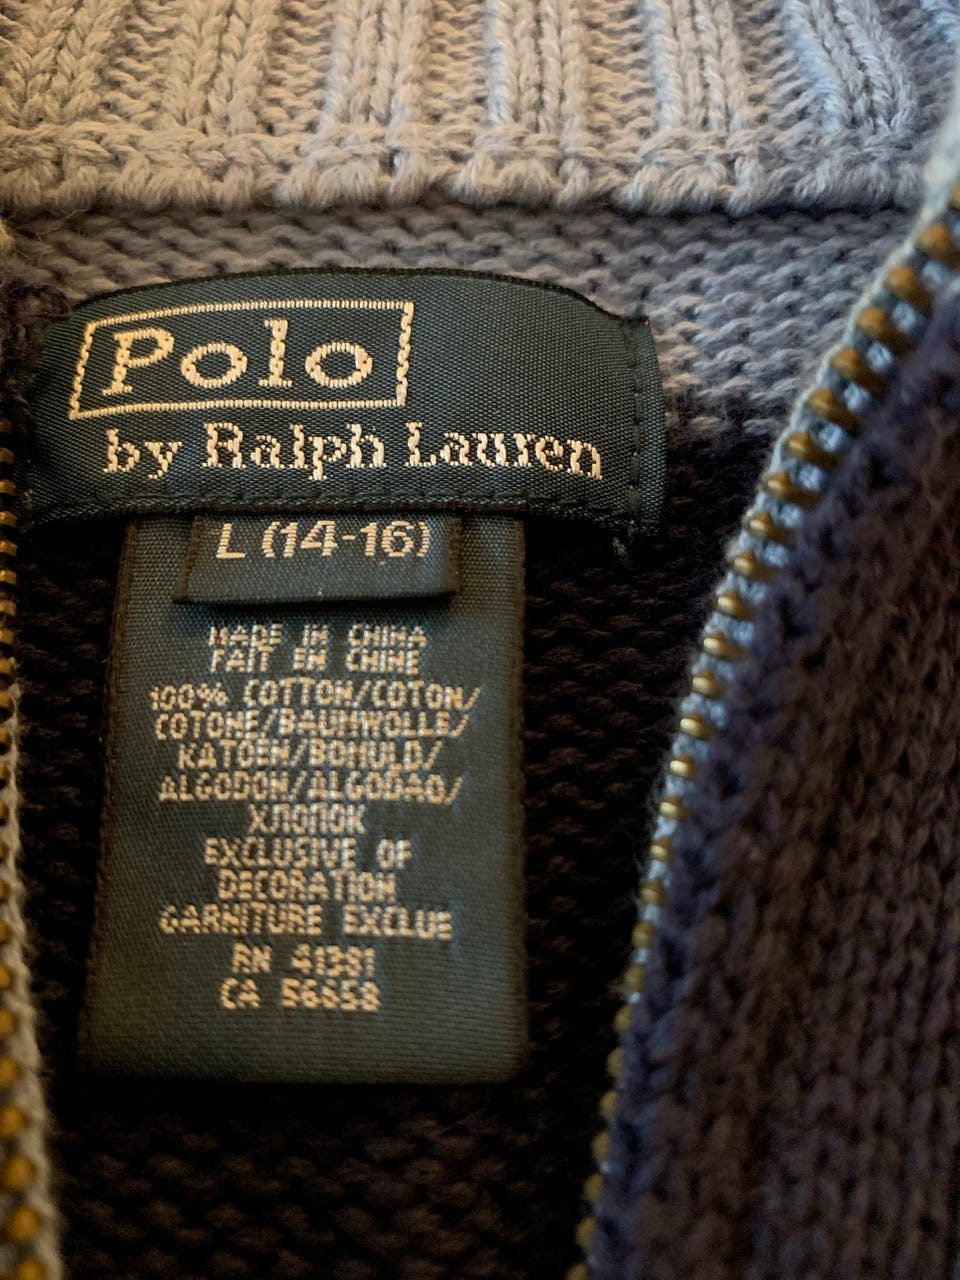 Polo
by Ralph Lauren
L (14-16)
MADE IN CHINA
FAIT EN CHINE
100% COTTON/COTON/
COTONE/BAUMWOLLE/
KATOEN/BOMULD/
ALGODON/ALGODAO/
ХЛОПОК
EXCLUSIVE OF
DECORATION
GARNITURE EXCLUE
RN 41381
CA 56658